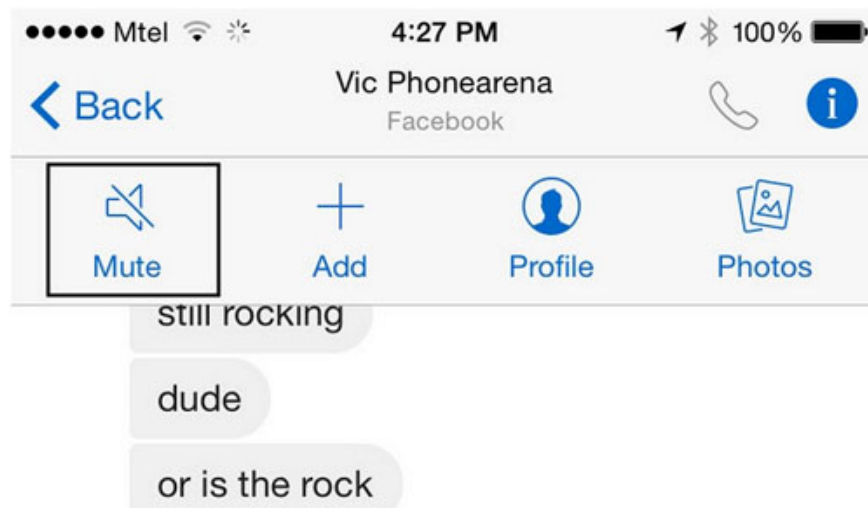 Mtel 4:27 PM 100%
Back Vic Phonearena
Facebook
Mute Add Profile Photos
still rocking
dude
or is the rock